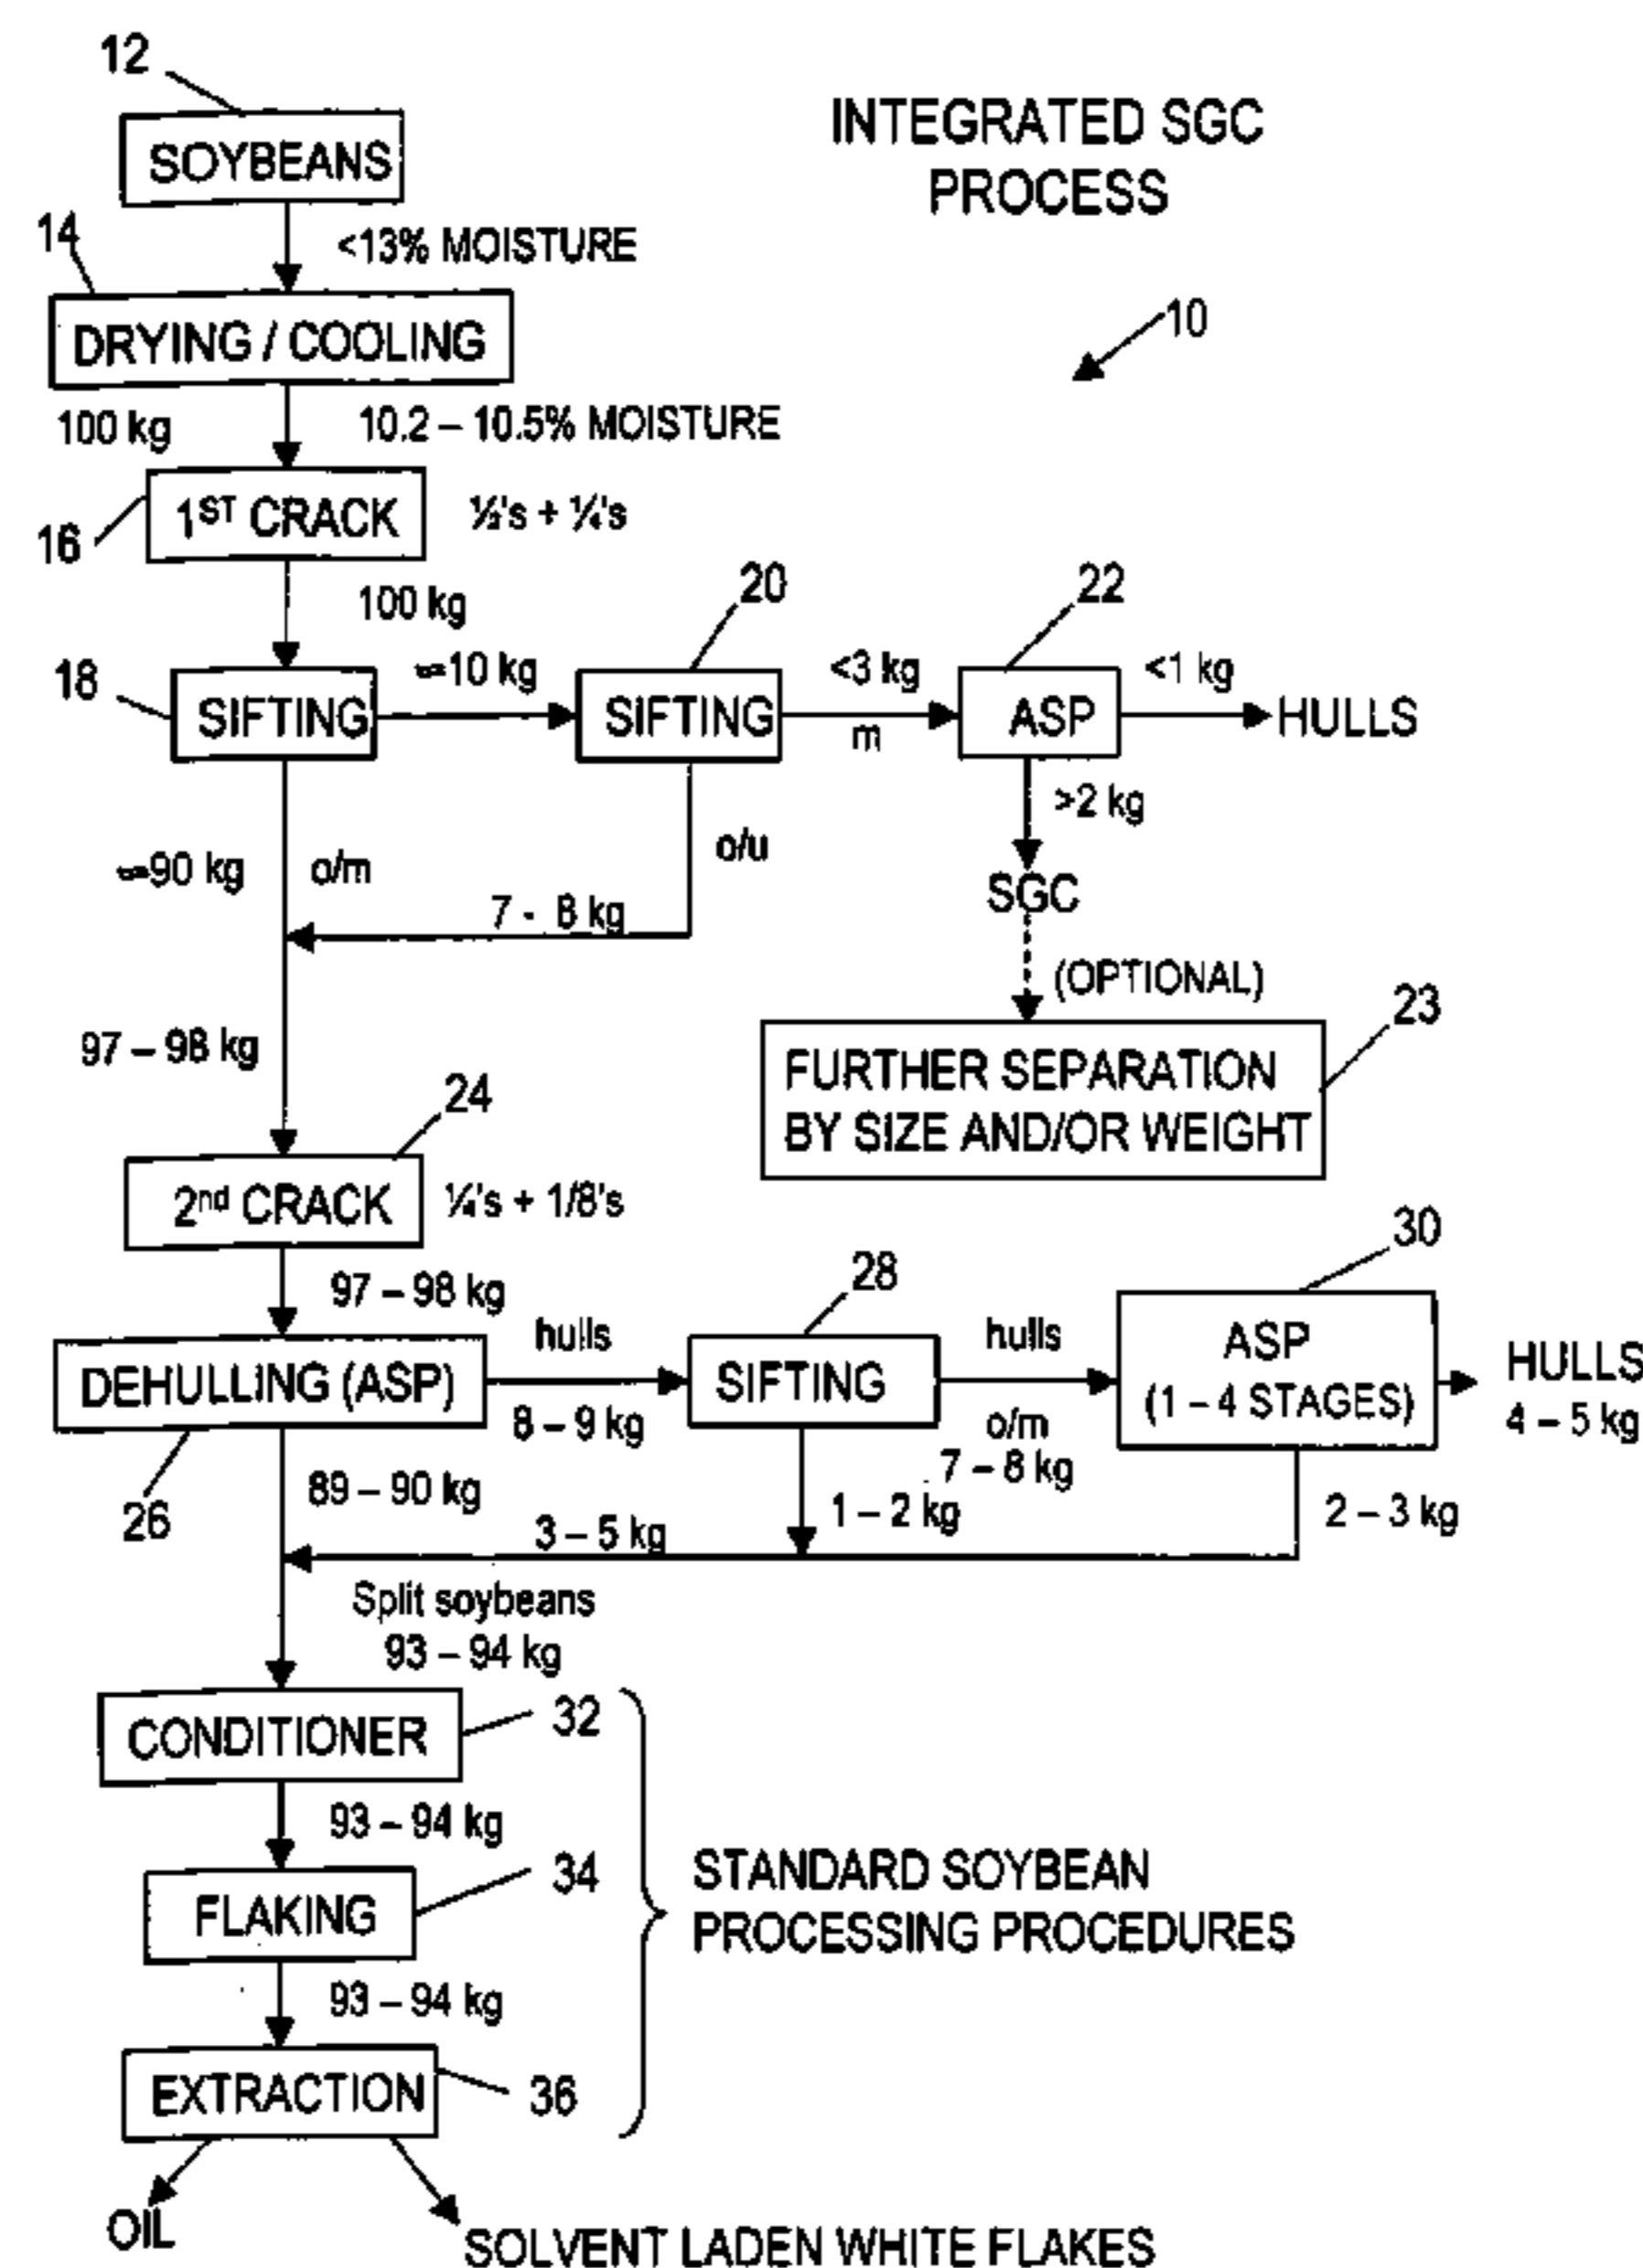 12
INTEGRATED SGC
PROCESS
SOYBEANS
14
<13% MOISTURE
DRYING / COOLING
10
100 kg
10.2 – 10.5% MOISTURE
1ST CRACK
½'s + ¼'s
16
100 kg
20
22
18
SIFTING
≈10 kg
SIFTING
<3 kg
m
ASP
<1 kg
HULLS
>2 kg
≈90 kg
o/m
o/u
SGC
7 - 8 kg
(OPTIONAL)
23
97 – 98 kg
FURTHER SEPARATION
BY SIZE AND/OR WEIGHT
24
2nd CRACK
¼'s + 1/8's
30
97 – 98 kg
28
DEHULLING (ASP)
hulls
8 – 9 kg
SIFTING
hulls
o/m
7 – 8 kg
ASP
(1 – 4 STAGES)
HULLS
4 – 5 kg
26
89 – 90 kg
3 – 5 kg
1 – 2 kg
2 – 3 kg
Split soybeans
93 – 94 kg
CONDITIONER
32
93 – 94 kg
FLAKING
34
STANDARD SOYBEAN
PROCESSING PROCEDURES
93 – 94 kg
EXTRACTION
36
OIL
SOLVENT LADEN WHITE FLAKES